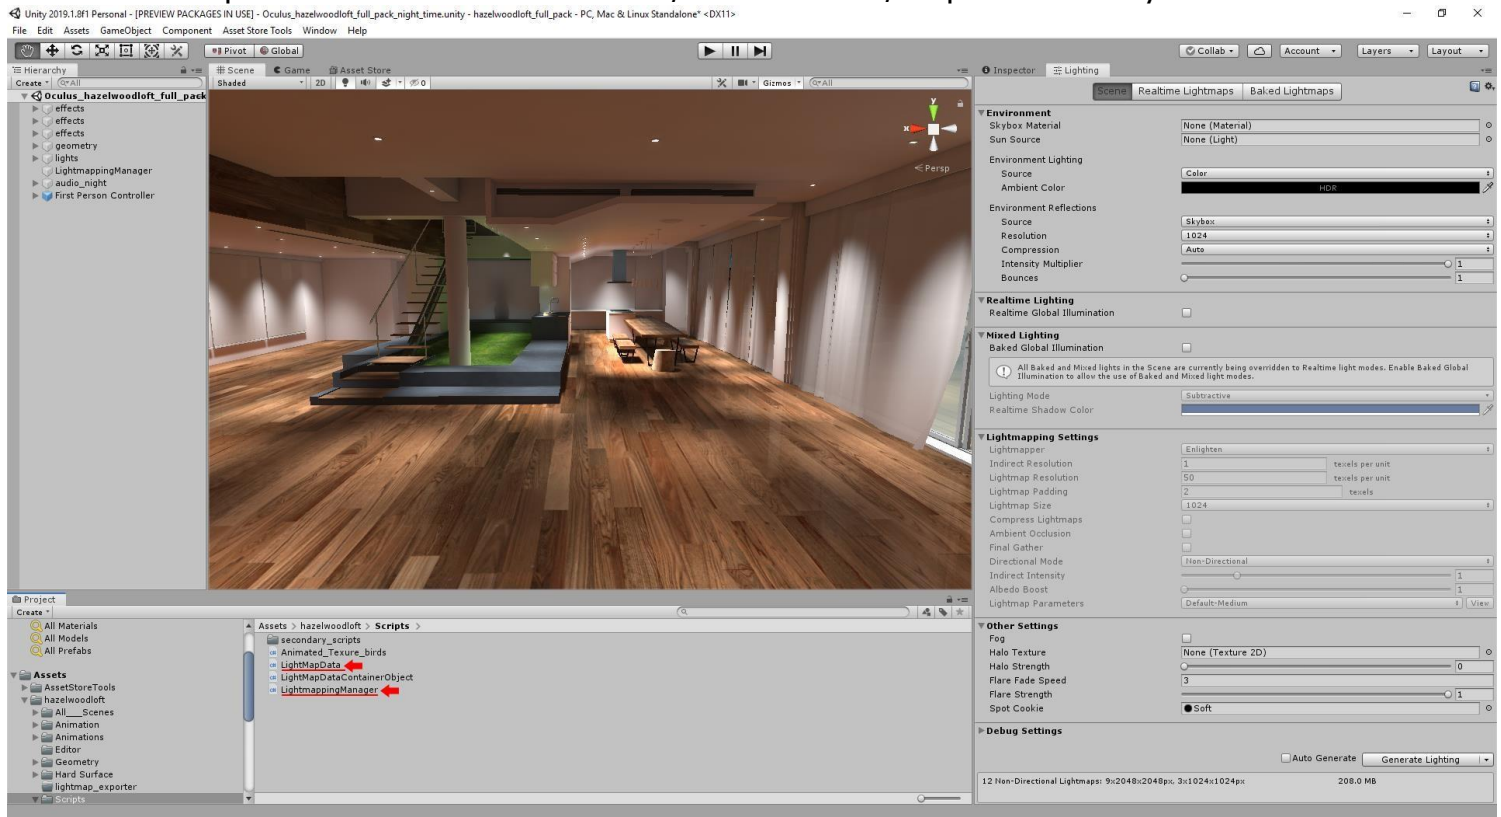 Unity 2019.1.8f1 Personal - [PREVIEW PACKAGES IN USE] - Oculus_hazelwoodloft_full_pack_night_time.unity - hazelwoodloft_full_pack - PC, Mac & Linux Standalone* <DX11>
File Edit Assets GameObject Component Asset Store Tools Window Help
Pivot Global Collab Account Layers Layout
Hierarchy
Create All
Oculus_hazelwoodloft_full_pack
effects
effects
effects
geometry
lights
LightmappingManager
audio_night
First Person Controller
Scene Game Asset Store
Shaded 2D 0 Gizmos All
y
x
Persp
Inspector Lighting
Scene Realtime Lightmaps Baked Lightmaps
Environment
Skybox Material None (Material)
Sun Source None (Light)
Environment Lighting
Source Color
Ambient Color HDR
Environment Reflections
Source Skybox
Resolution 1024
Compression Auto
Intensity Multiplier 1
Bounces 1
Realtime Lighting
Realtime Global Illumination
Mixed Lighting
Baked Global Illumination
All Baked and Mixed lights in the Scene are currently being overridden to Realtime light modes. Enable Baked Global
Illumination to allow the use of Baked and Mixed light modes.
Lighting Mode Subtractive
Realtime Shadow Color
Lightmapping Settings
Lightmapper Enlighten
Indirect Resolution 1 texels per unit
Lightmap Resolution 50 texels per unit
Lightmap Padding 2 texels
Lightmap Size 1024
Compress Lightmaps
Ambient Occlusion
Final Gather
Directional Mode Non-Directional
Indirect Intensity 1
Albedo Boost 1
Lightmap Parameters Default-Medium View
Other Settings
Fog
Halo Texture None (Texture 2D)
Halo Strength 0
Flare Fade Speed 3
Flare Strength 1
Spot Cookie Soft
Debug Settings
Auto Generate Generate Lighting
12 Non-Directional Lightmaps: 9x2048x2048px, 3x1024x1024px 208.0 MB
Project
Create
All Materials
All Models
All Prefabs
Assets
AssetStoreTools
hazelwoodloft
All___Scenes
Animation
Animations
Editor
Geometry
Hard Surface
lightmap_exporter
Scripts
Assets > hazelwoodloft > Scripts >
secondary_scripts
Animated_Texure_birds
LightMapData
LightMapDataContainerObject
LightmappingManager